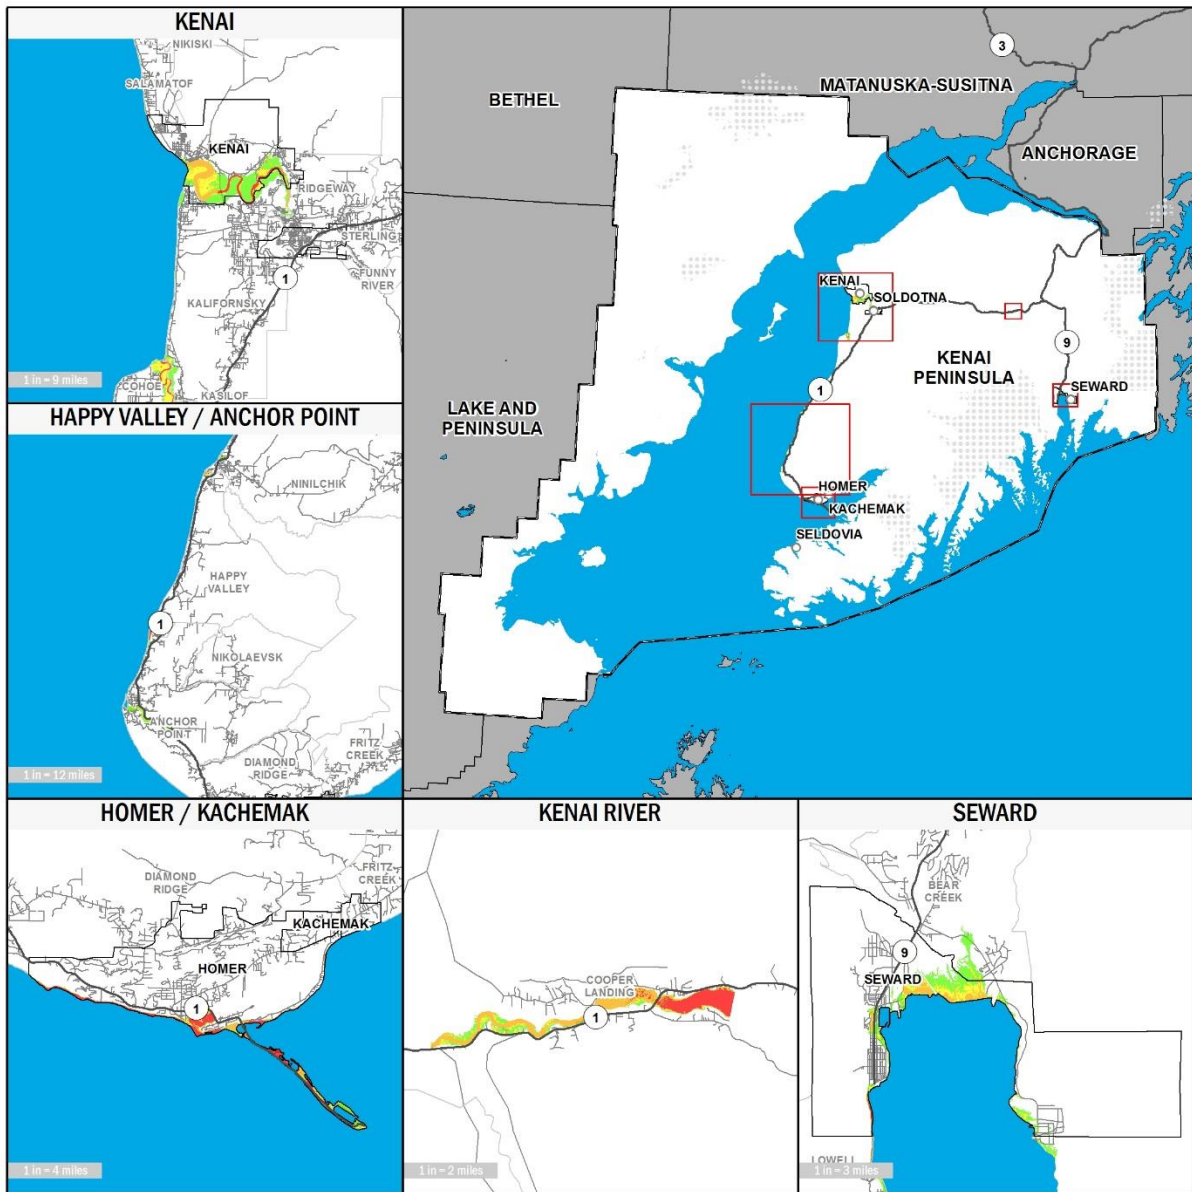 KENAI
NIKISKI
SALAMATOF
KENAI
RIDGEWAY
STERLING
FUNNY
RIVER
1
KALIFORNSKY
COHOE
KASILOF
1 in = 9 miles
3
BETHEL
MATANUSKA-SUSITNA
ANCHORAGE
KENAI
SOLDOTNA
9
KENAI
PENINSULA
SEWARD
1
LAKE AND
PENINSULA
HOMER
KACHEMAK
SELDOVIA
HAPPY VALLEY / ANCHOR POINT
NINILCHIK
HAPPY
VALLEY
1
NIKOLAEVSK
ANCHOR
POINT
FRITZ
CREEK
DIAMOND
RIDGE
1 in = 12 miles
HOMER / KACHEMAK
DIAMOND
RIDGE
FRITZ
CREEK
KACHEMAK
HOMER
1
1 in = 4 miles
KENAI RIVER
COOPER
LANDING
1
1 in = 2 miles
SEWARD
BEAR
CREEK
9
SEWARD
LOWELL
1 in = 3 miles